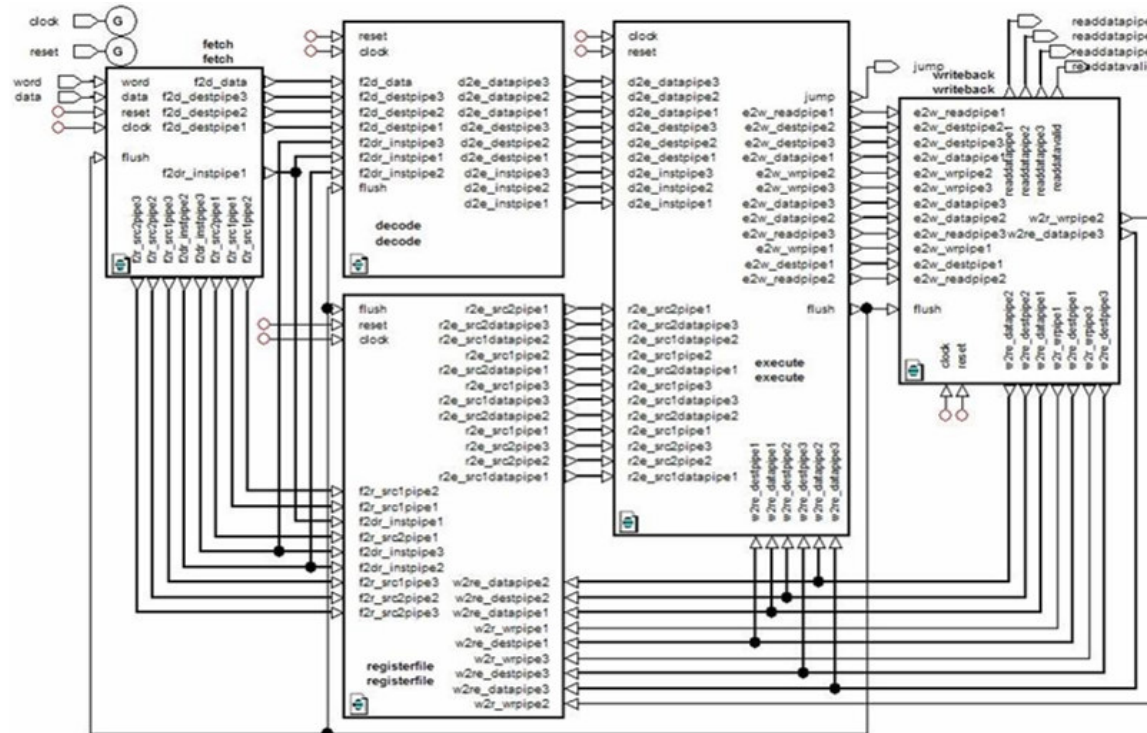 clock
G
reset
G
word
data
fetch
fetch
word
data
reset
clock
flush
f2d_data
f2d_destpipe3
f2d_destpipe2
f2d_destpipe1
f2dr_instpipe1
f2r_src2pipe3
f2r_src2pipe2
f2r_src1pipe3
f2dr_instpipe2
f2dr_instpipe3
f2r_src2pipe1
f2r_src1pipe1
f2r_src1pipe2
reset
clock
f2d_data
f2d_destpipe3
f2d_destpipe2
f2d_destpipe1
f2dr_instpipe3
f2dr_instpipe1
f2dr_instpipe2
flush
d2e_datapipe3
d2e_datapipe2
d2e_datapipe1
d2e_destpipe3
d2e_destpipe2
d2e_destpipe1
d2e_instpipe3
d2e_instpipe2
d2e_instpipe1
decode
decode
flush
reset
clock
r2e_src2pipe1
r2e_src2datapipe3
r2e_src1datapipe2
r2e_src1pipe2
r2e_src2datapipe1
r2e_src1pipe3
r2e_src1datapipe3
r2e_src2datapipe2
r2e_src1pipe1
r2e_src2pipe3
r2e_src2pipe2
r2e_src1datapipe1
f2r_src1pipe2
f2r_src1pipe1
f2dr_instpipe1
f2r_src2pipe1
f2dr_instpipe3
f2dr_instpipe2
f2r_src1pipe3
f2r_src2pipe2
f2r_src2pipe3
w2re_datapipe2
w2re_destpipe2
w2re_datapipe1
w2r_wrpipe1
w2re_destpipe1
w2r_wrpipe3
w2re_destpipe3
w2re_datapipe3
w2r_wrpipe2
registerfile
registerfile
clock
reset
d2e_datapipe3
d2e_datapipe2
d2e_datapipe1
d2e_destpipe3
d2e_destpipe2
d2e_destpipe1
d2e_instpipe3
d2e_instpipe2
d2e_instpipe1
jump
e2w_readpipe1
e2w_destpipe2
e2w_destpipe3
e2w_datapipe1
e2w_wrpipe2
e2w_wrpipe3
e2w_datapipe3
e2w_datapipe2
e2w_readpipe3
e2w_wrpipe1
e2w_destpipe1
e2w_readpipe2
flush
r2e_src2pipe1
r2e_src2datapipe3
r2e_src1datapipe2
r2e_src1pipe2
r2e_src2datapipe1
r2e_src1pipe3
r2e_src1datapipe3
r2e_src2datapipe2
r2e_src1pipe1
r2e_src2pipe3
r2e_src2pipe2
r2e_src1datapipe1
execute
execute
w2re_destpipe1
w2re_datapipe1
w2re_destpipe2
w2re_destpipe3
w2re_datapipe2
w2re_datapipe3
jump
readdatapipe
readdatapipe
readdatapipe
readdatavali
writeback
writeback
e2w_readpipe1
e2w_destpipe2
e2w_destpipe3
e2w_datapipe1
e2w_wrpipe2
e2w_wrpipe3
e2w_datapipe3
e2w_datapipe2
e2w_readpipe3
e2w_wrpipe1
e2w_destpipe1
e2w_readpipe2
flush
readdatapipe1
readdatapipe2
readdatapipe3
readdatavalid
w2r_wrpipe2
w2re_datapipe3
clock
reset
w2re_datapipe2
w2re_destpipe2
w2re_datapipe1
w2r_wrpipe1
w2re_destpipe1
w2r_wrpipe3
w2re_destpipe3